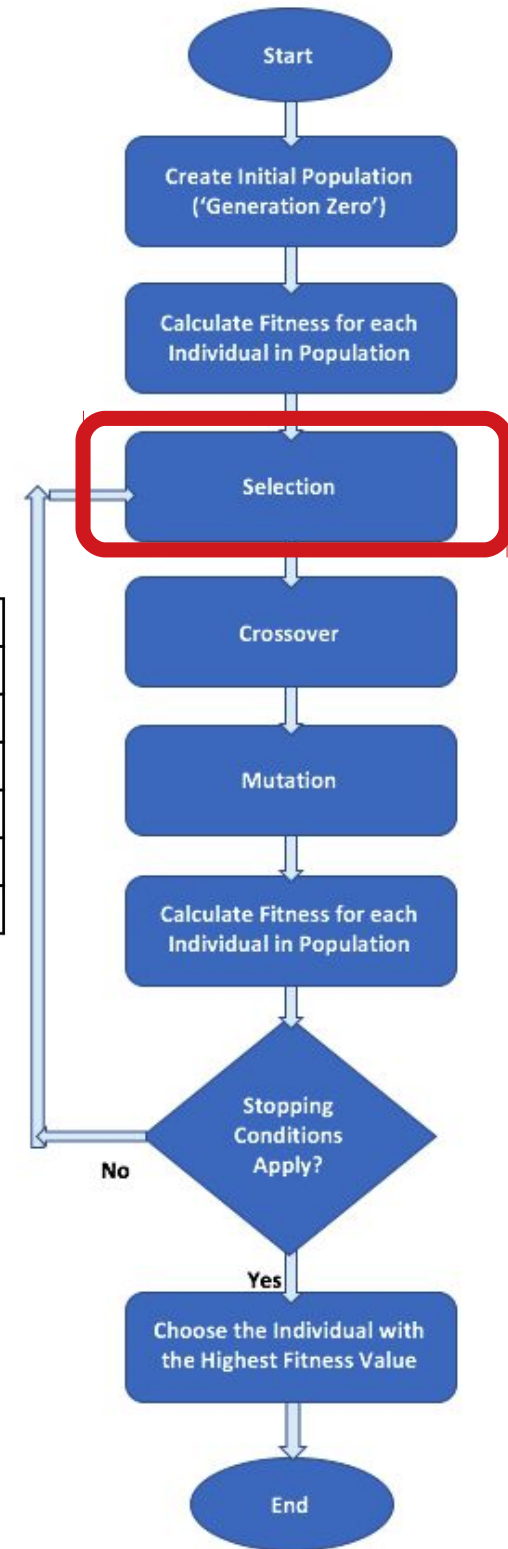 Start
Create Initial Population
('Generation Zero')
Calculate Fitness for each
Individual in Population
Selection
Crossover
Mutation
Calculate Fitness for each
Individual in Population
Stopping
Conditions
Apply?
No
Yes
Choose the Individual with
the Highest Fitness Value
End